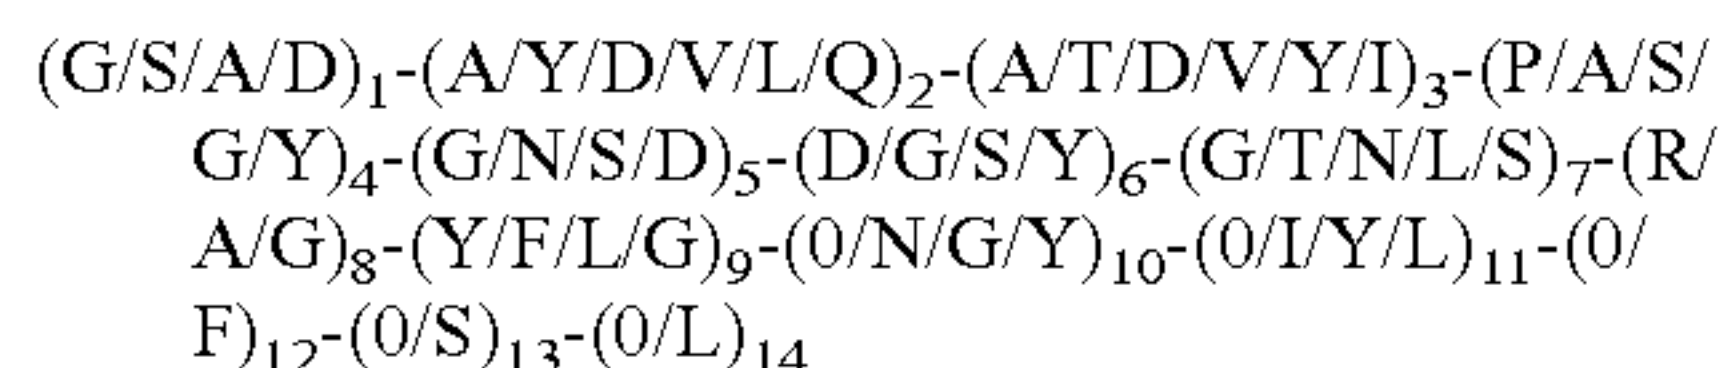 (G/S/A/D)₁-(A/Y/D/V/L/Q)₂-(A/T/D/V/Y/I)₃-(P/A/S/
G/Y)₄-(G/N/S/D)₅-(D/G/S/Y)₆-(G/T/N/L/S)₇-(R/
A/G)₈-(Y/F/L/G)₉-(0/N/G/Y)₁₀-(0/I/Y/L)₁₁-(0/
F)₁₂-(0/S)₁₃-(0/L)₁₄